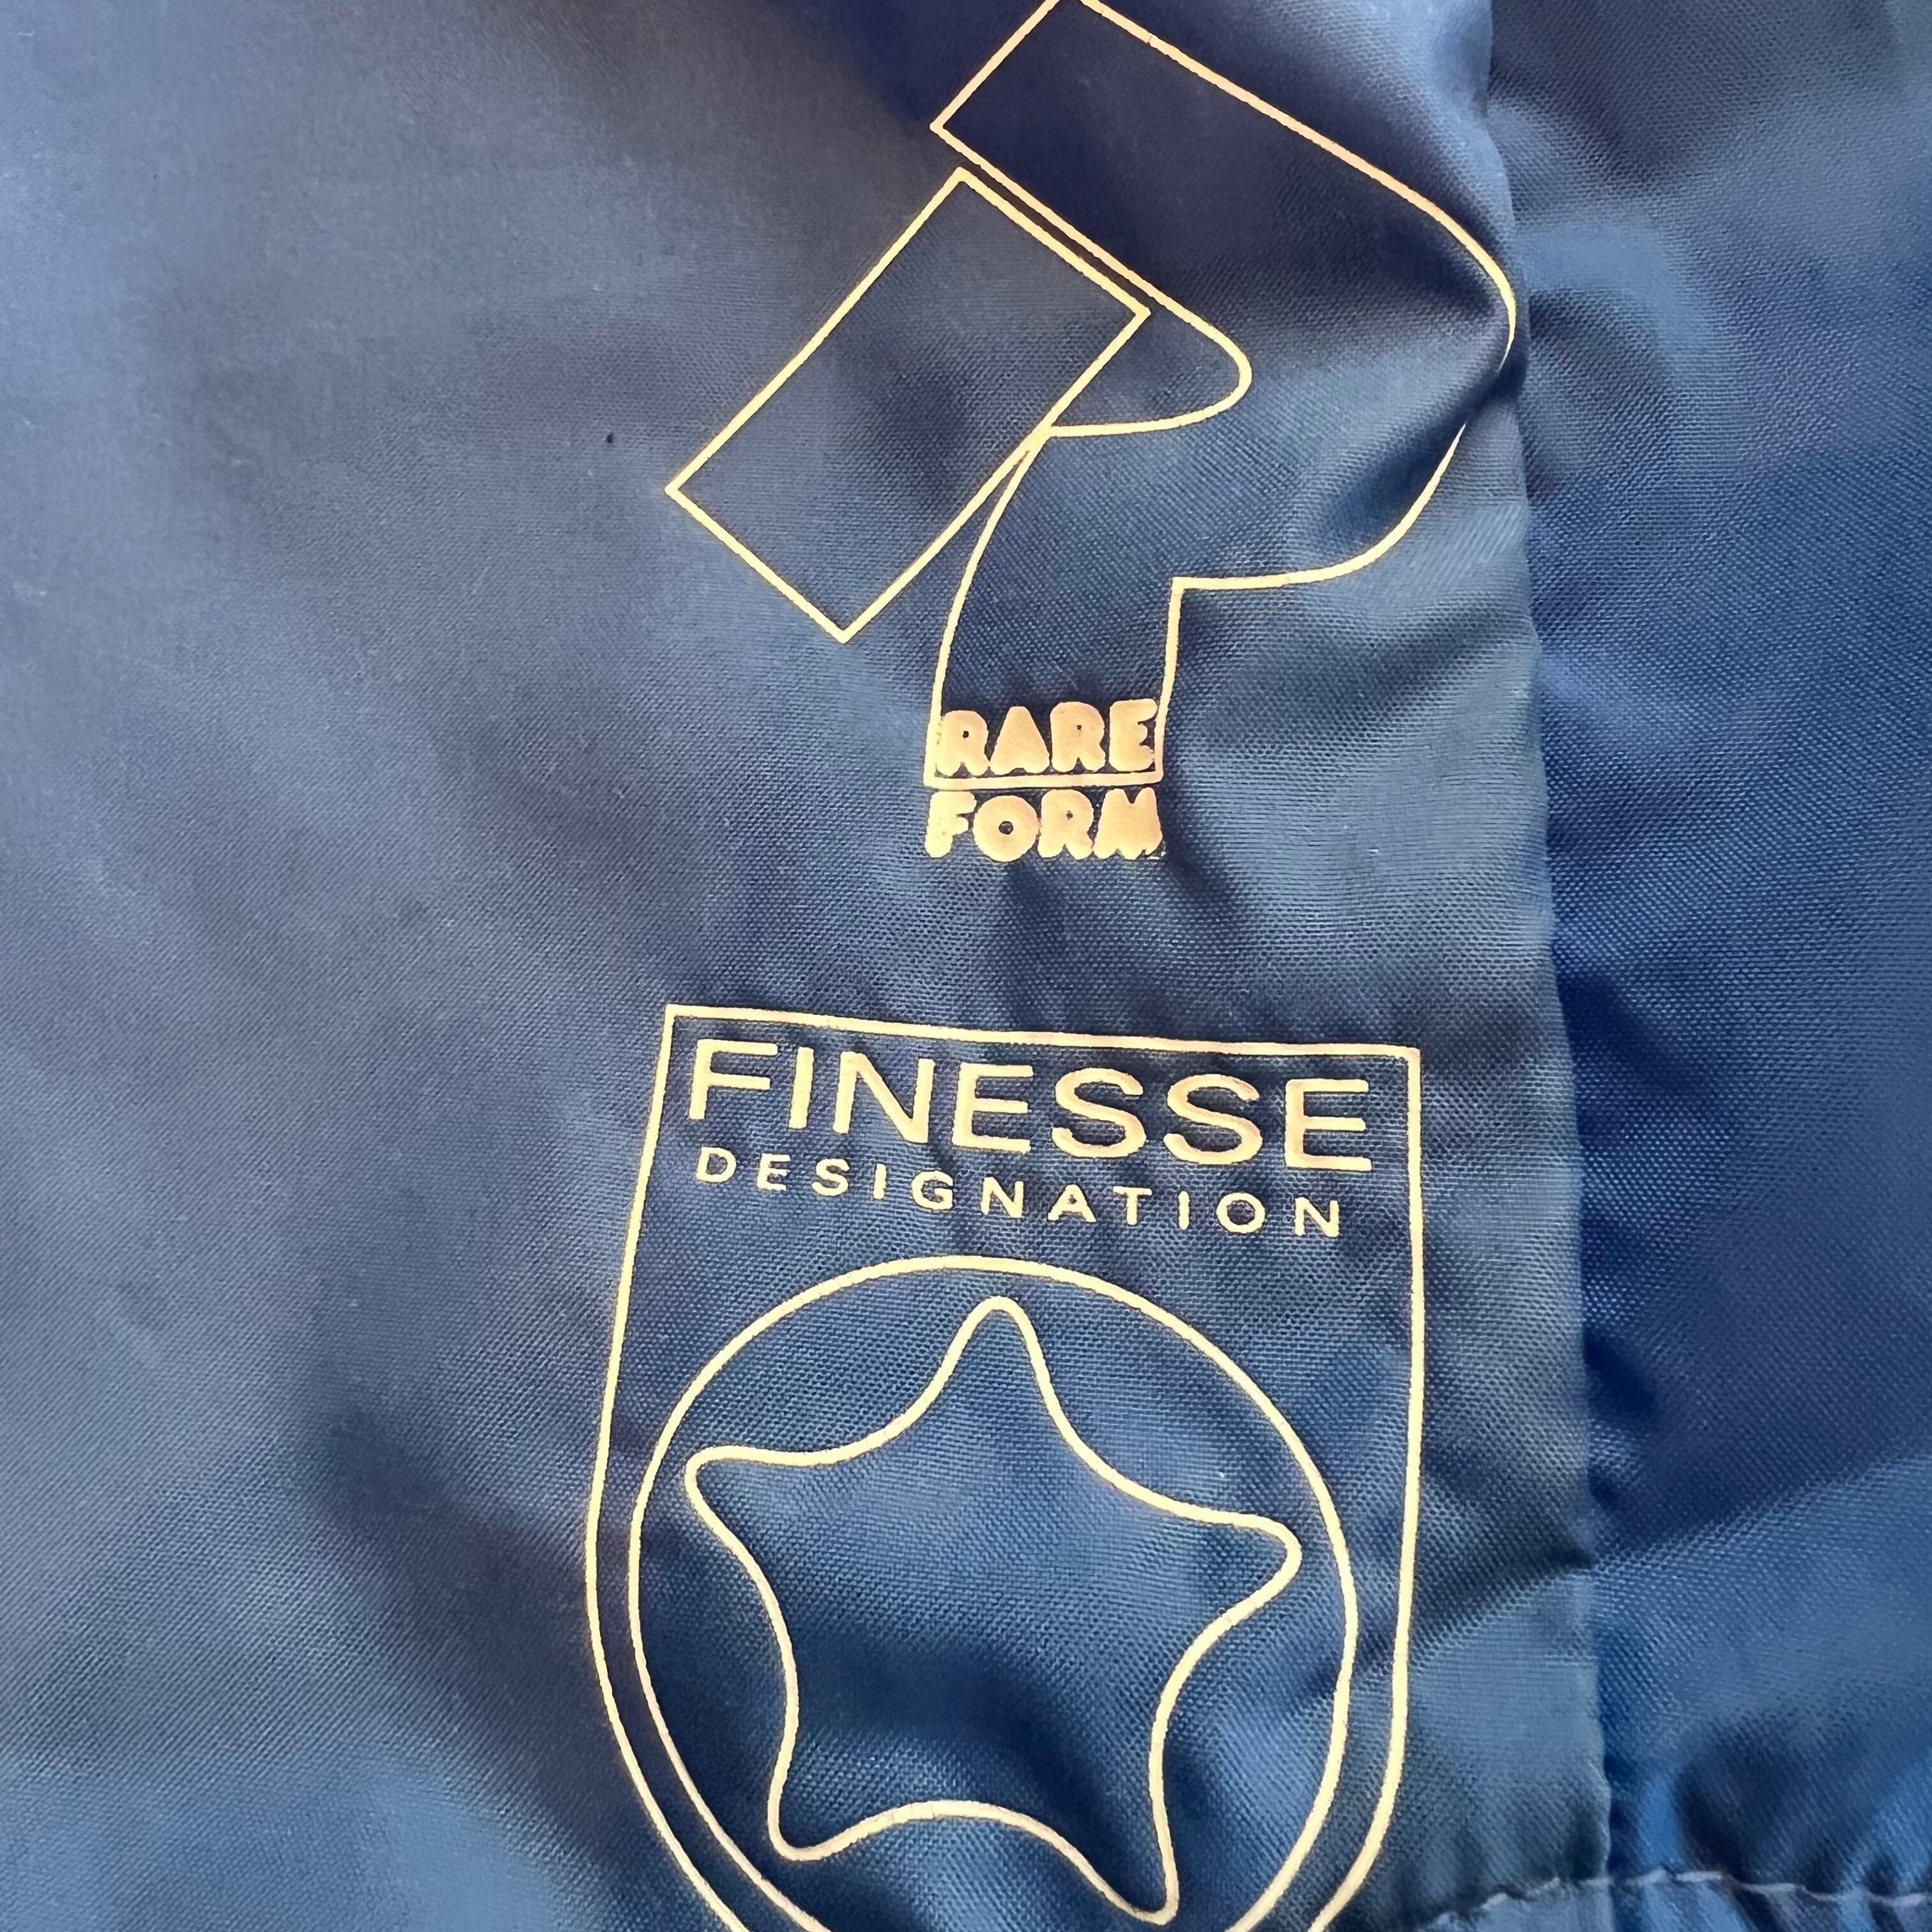 RARE
FORM
FINESSE
DESIGNATION